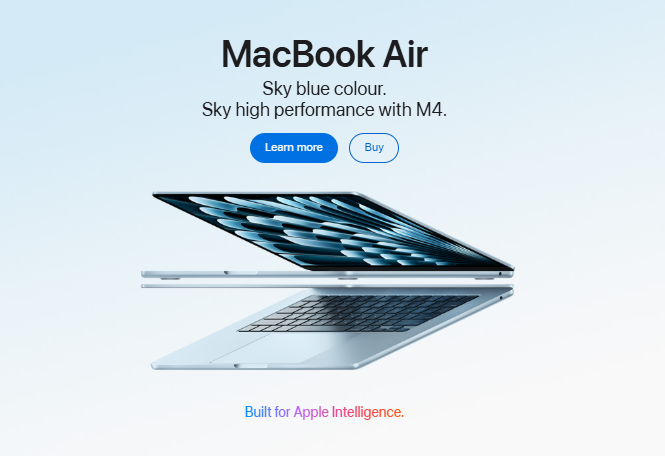 MacBook Air
Sky blue colour.
Sky high performance with M4.
Learn more
Buy
Built for Apple Intelligence.